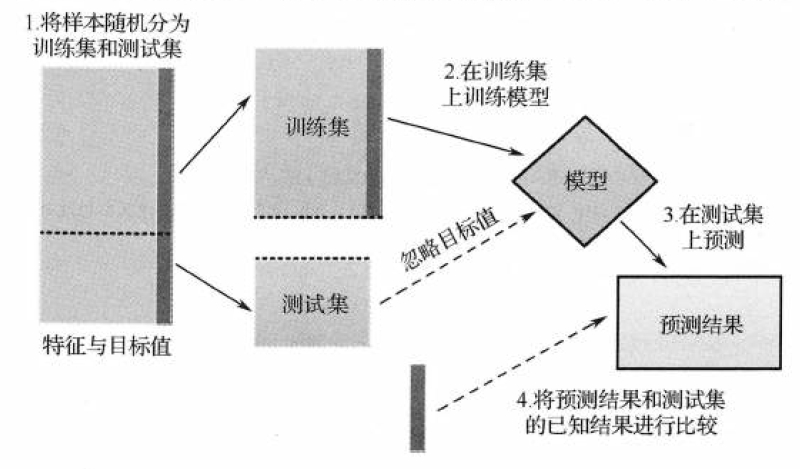 1.将样本随机分为
训练集和测试集
特征与目标值
训练集
测试集
2.在训练集
上训练模型
忽略目标值
模型
3.在测试集
上预测
预测结果
4.将预测结果和测试集
的已知结果进行比较